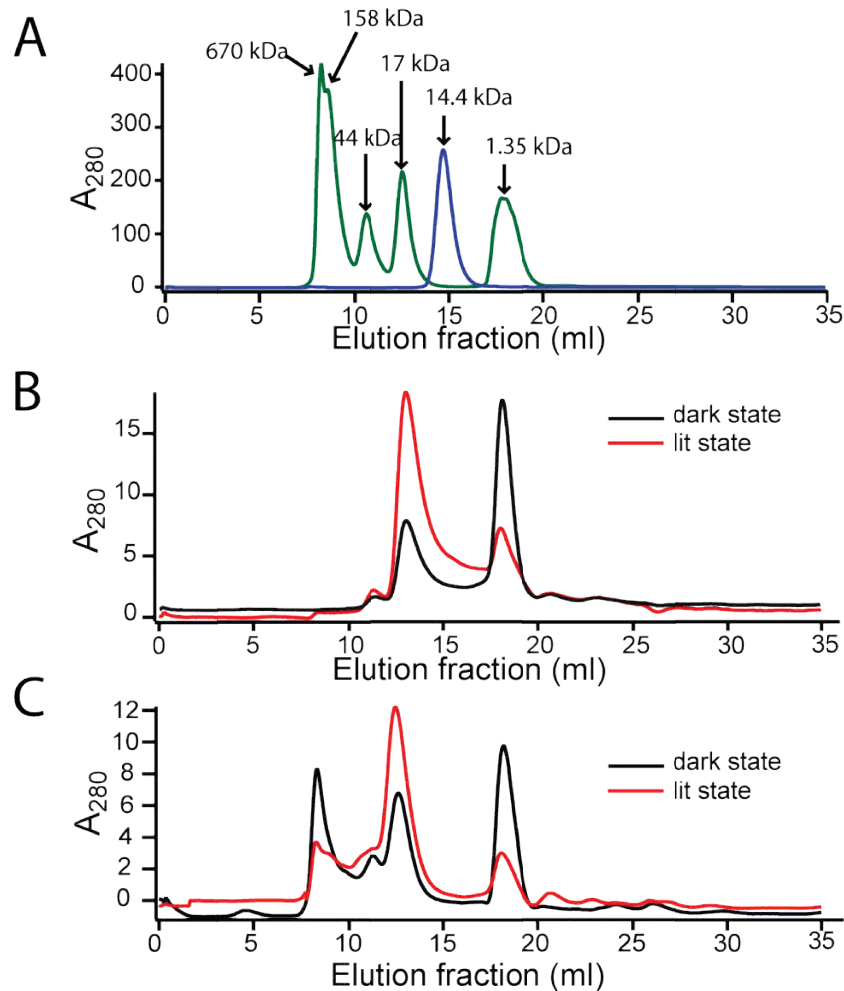 A
670 kDa
158 kDa
44 kDa
17 kDa
14.4 kDa
1.35 kDa
400
300
200
100
0
A280
0 5 10 15 20 25 30 35
Elution fraction (ml)
B
dark state
lit state
15
10
5
0
A280
0 5 10 15 20 25 30 35
Elution fraction (ml)
C
dark state
lit state
12
10
8
6
4
2
0
A280
0 5 10 15 20 25 30 35
Elution fraction (ml)